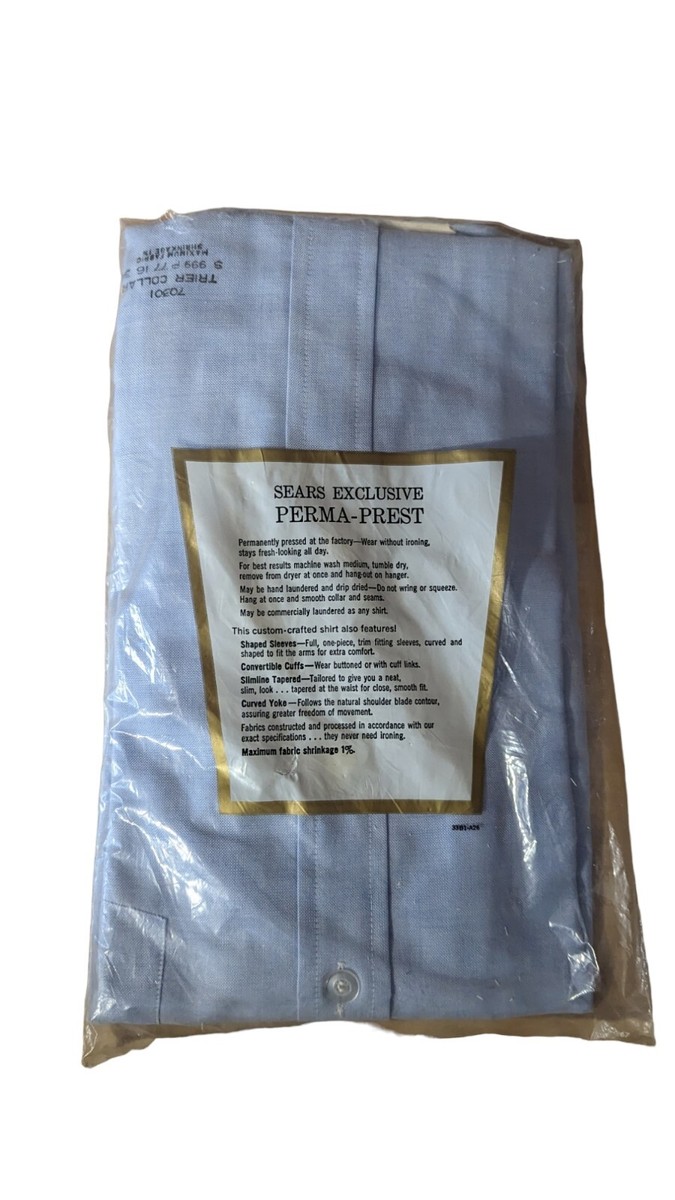 70301
TRIER COLLAR
S 999 P 77 16
MAXIMUM FABRIC
SHRINKAGE 1%
SEARS EXCLUSIVE
PERMA-PREST
Permanently pressed at the factory—Wear without ironing,
stays fresh-looking all day.
For best results machine wash medium, tumble dry,
remove from dryer at once and hang-out on hanger.
May be hand laundered and drip dried—Do not wring or squeeze.
Hang at once and smooth collar and seams.
May be commercially laundered as any shirt.
This custom-crafted shirt also features!
Shaped Sleeves—Full, one-piece, trim fitting sleeves, curved and
shaped to fit the arms for extra comfort.
Convertible Cuffs—Wear buttoned or with cuff links.
Slimline Tapered—Tailored to give you a neat,
slim, look . . . tapered at the waist for close, smooth fit.
Curved Yoke—Follows the natural shoulder blade contour,
assuring greater freedom of movement.
Fabrics constructed and processed in accordance with our
exact specifications . . . they never need ironing.
Maximum fabric shrinkage 1%.